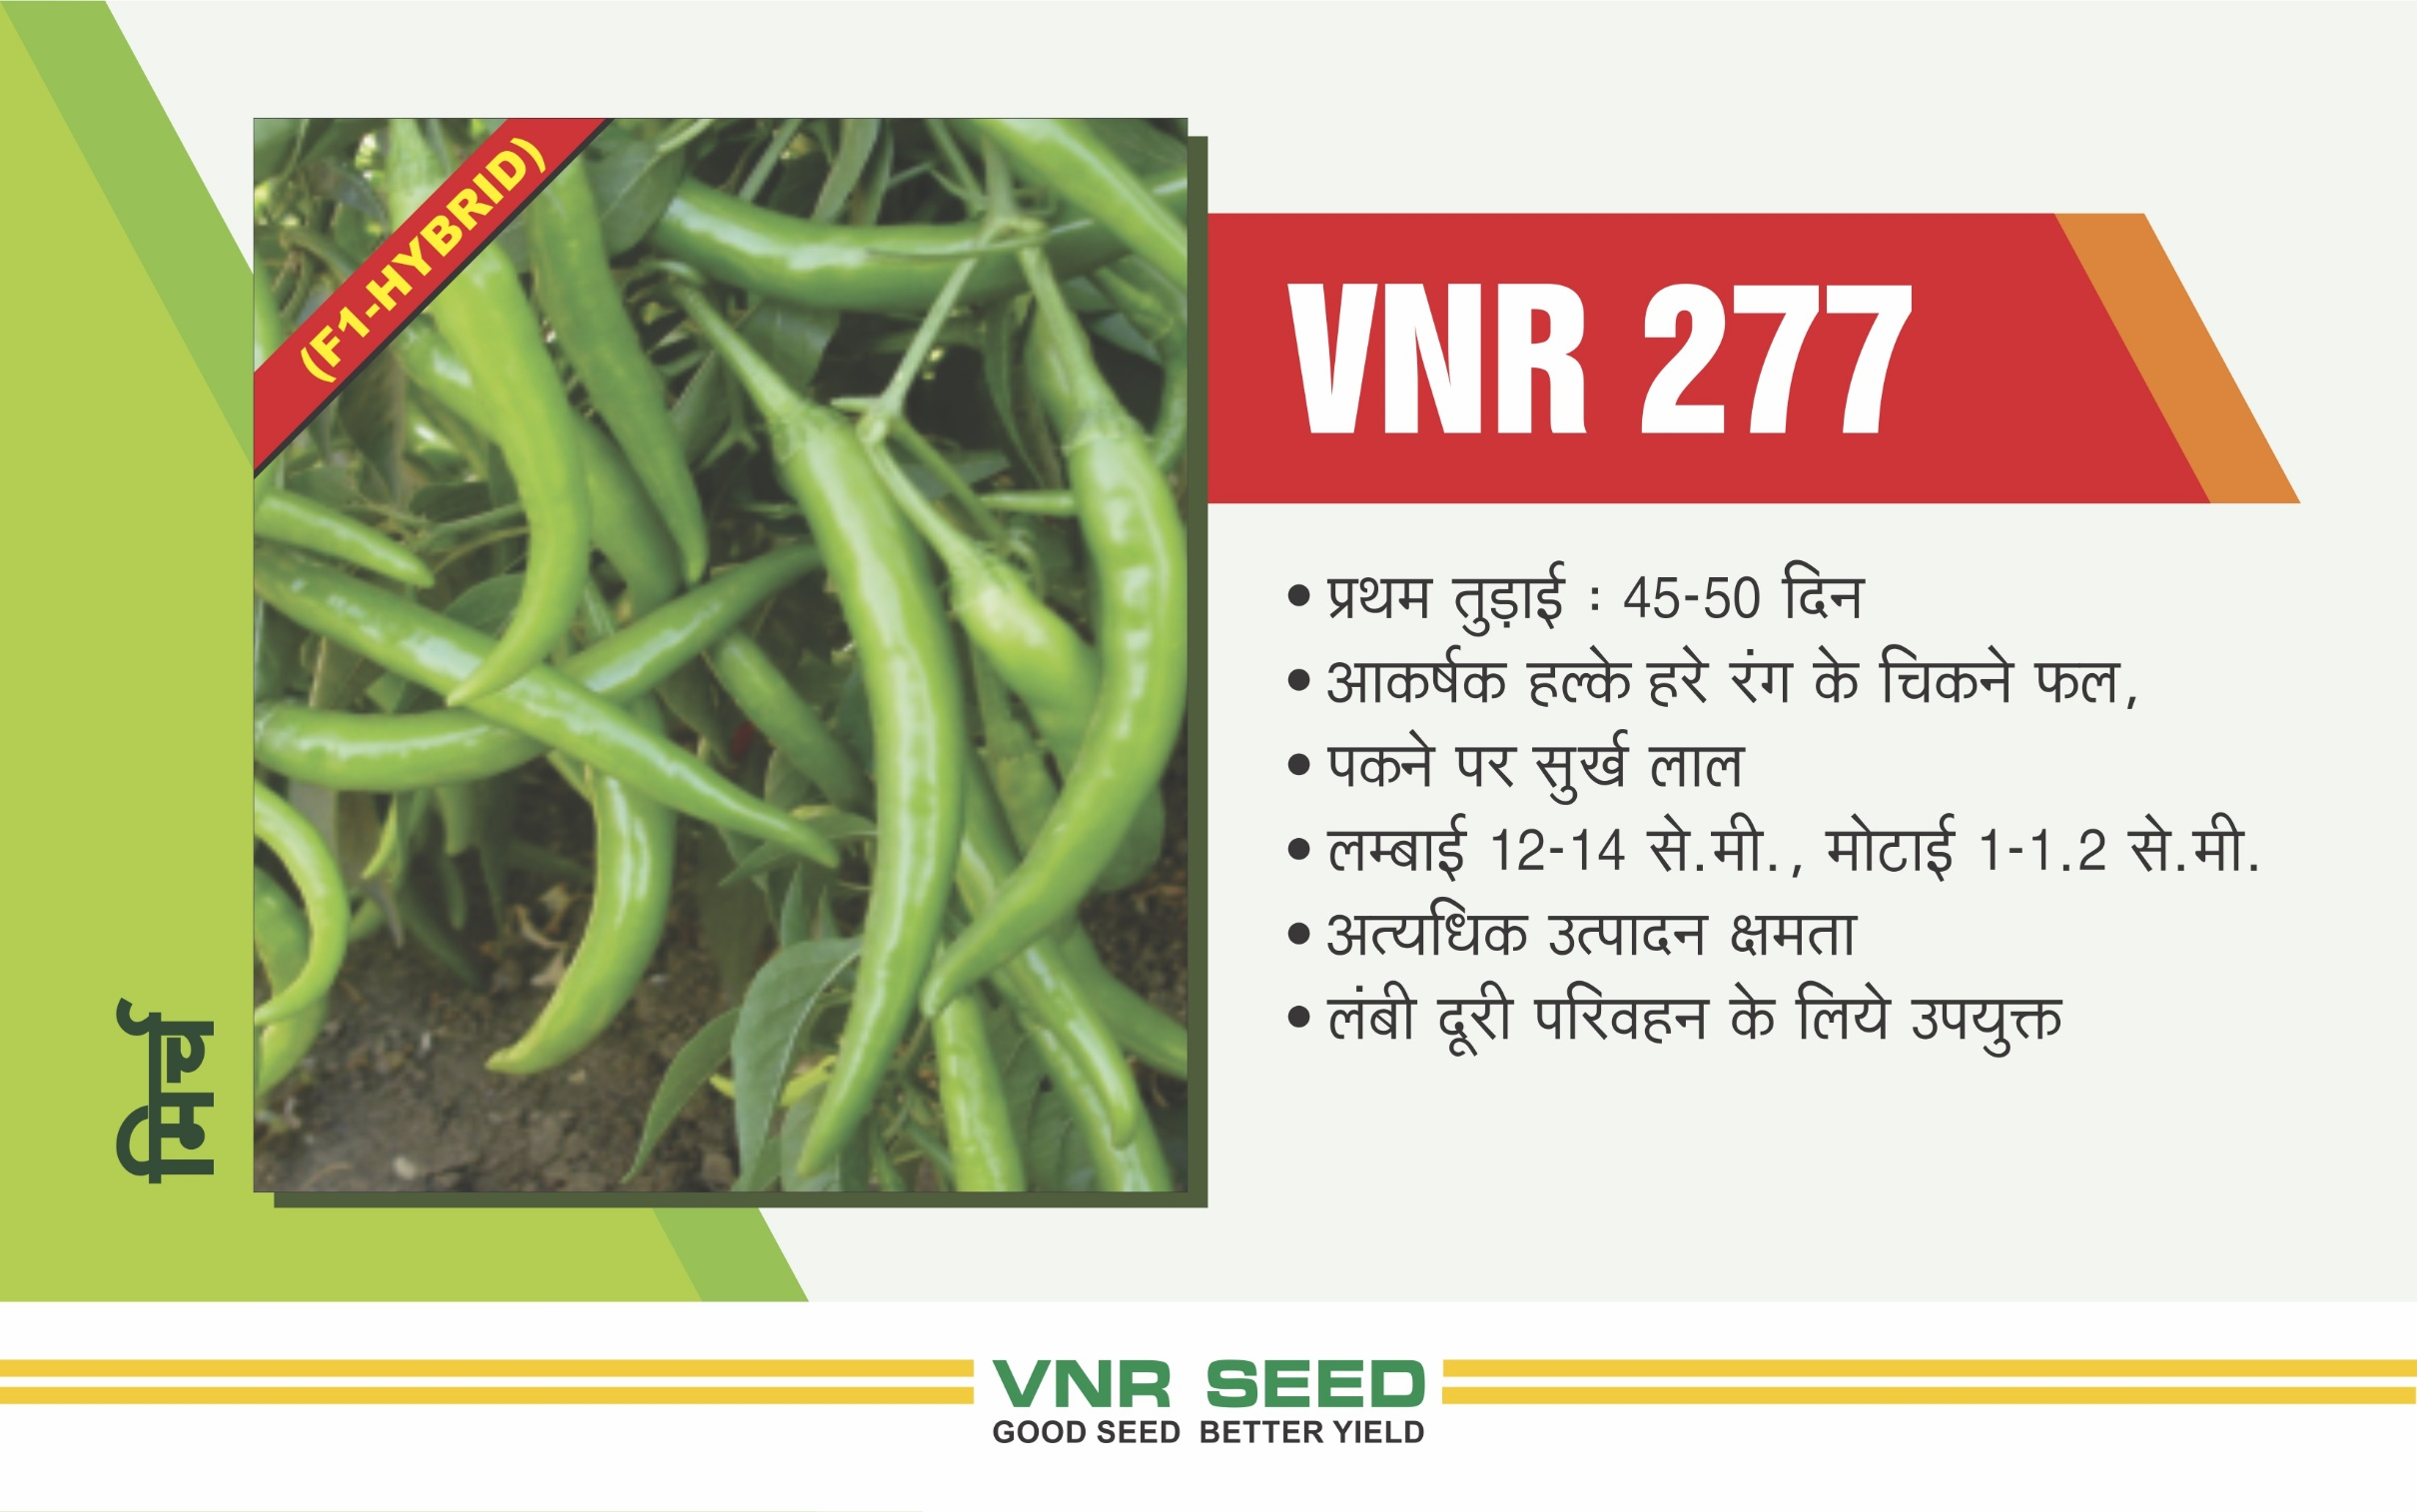 (F1-HYBRID)
VNR 277
• प्रथम तुड़ाई : 45-50 दिन
• आकर्षक हल्के हरे रंग के चिकने फल,
• पकने पर सुर्ख लाल
• लम्बाई 12-14 से.मी., मोटाई 1-1.2 से.मी.
• अत्यधिक उत्पादन क्षमता
• लंबी दूरी परिवहन के लिये उपयुक्त
मिर्च
VNR SEED
GOOD SEED BETTER YIELD